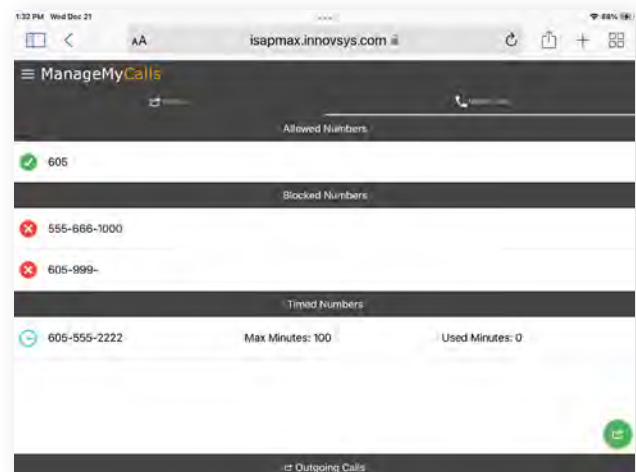 1:32 PM Wed Dec 21
88%
AA
isapmax.innovsys.com
ManageMyCalls
Allowed Numbers
605
Blocked Numbers
555-666-1000
605-999-
Timed Numbers
605-555-2222 Max Minutes: 100 Used Minutes: 0
Outgoing Calls